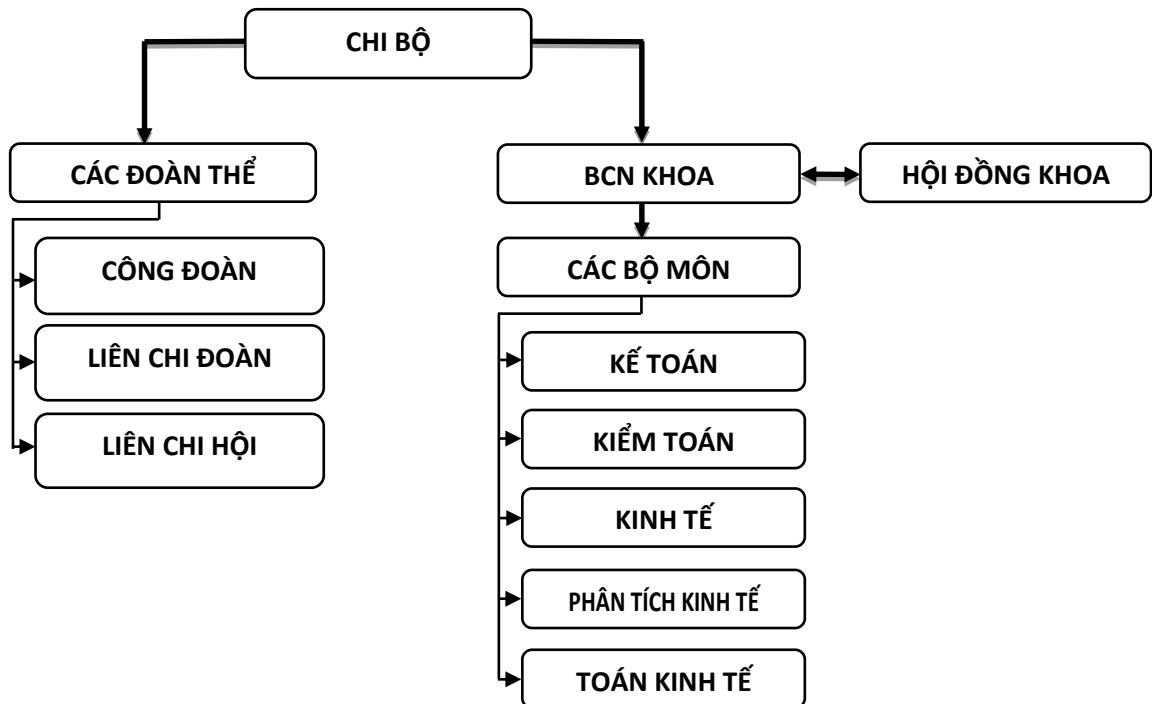 CHI BỘ
CÁC ĐOÀN THỂ
BCN KHOA
HỘI ĐỒNG KHOA
CÔNG ĐOÀN
LIÊN CHI ĐOÀN
LIÊN CHI HỘI
CÁC BỘ MÔN
KẾ TOÁN
KIỂM TOÁN
KINH TẾ
PHÂN TÍCH KINH TẾ
TOÁN KINH TẾ